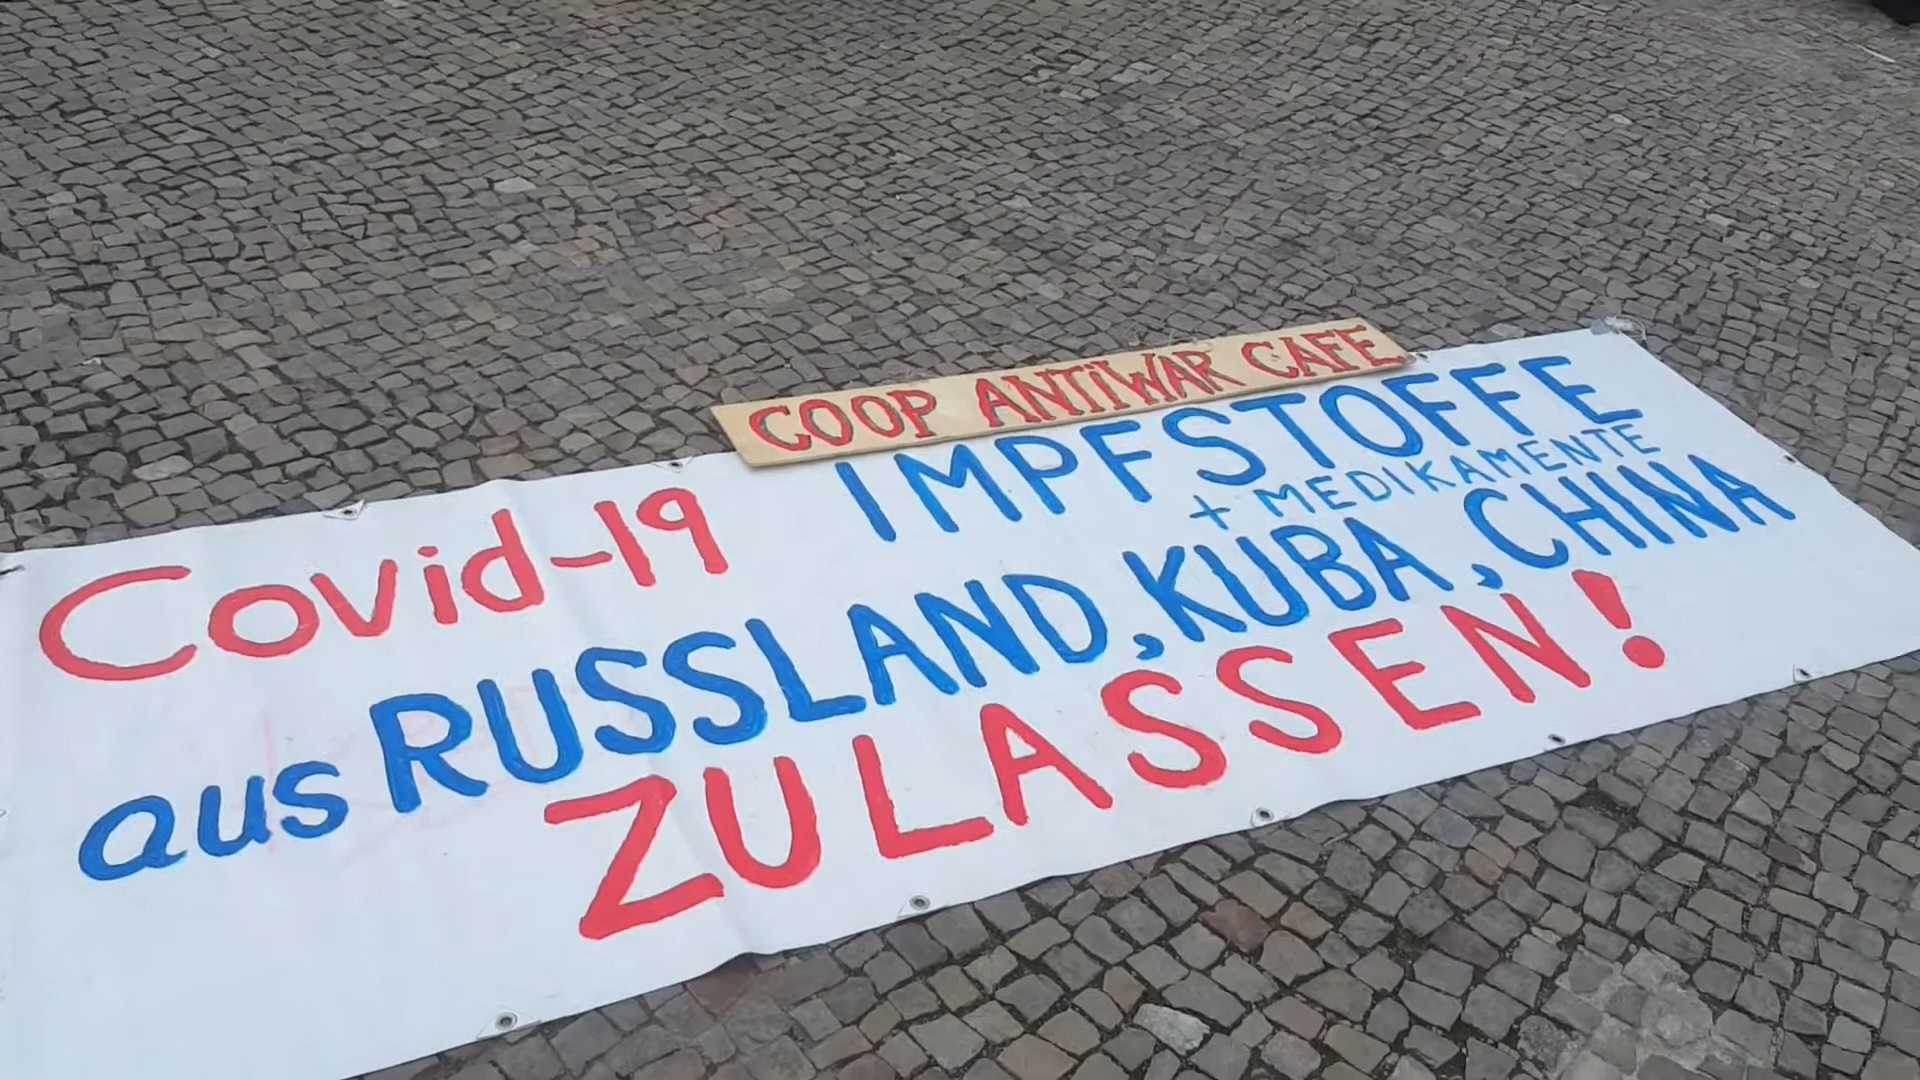 COOP ANTiWAR CAFE
Covid-19 IMPFSTOFFE
+ MEDIKAMENTE
aus RUSSLAND, KUBA, CHINA
ZULASSEN!